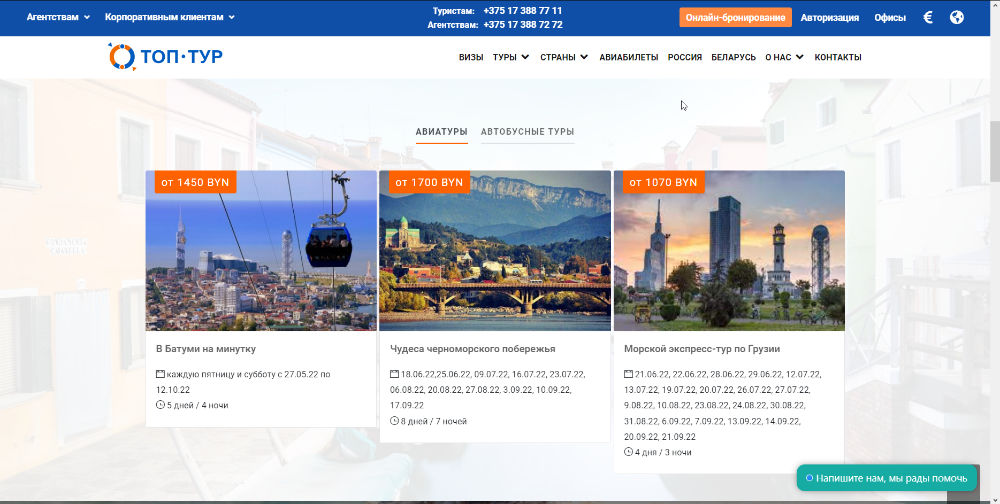 Агентствам
Корпоративным клиентам
Туристам: +375 17 388 77 11
Агентствам: +375 17 388 72 72
Онлайн-бронирование
Авторизация
Офисы
€
ТОП·ТУР
ВИЗЫ
ТУРЫ
СТРАНЫ
АВИАБИЛЕТЫ
РОССИЯ
БЕЛАРУСЬ
О НАС
КОНТАКТЫ
АВИАТУРЫ
АВТОБУСНЫЕ ТУРЫ
FONDAMENTA
CAVANELLA
от 1450 BYN
В Батуми на минутку
каждую пятницу и субботу с 27.05.22 по
12.10.22
5 дней / 4 ночи
от 1700 BYN
Чудеса черноморского побережья
18.06.22,25.06.22, 09.07.22, 16.07.22, 23.07.22,
06.08.22, 20.08.22, 27.08.22, 3.09.22, 10.09.22,
17.09.22
8 дней / 7 ночей
от 1070 BYN
Морской экспресс-тур по Грузии
21.06.22, 22.06.22, 28.06.22, 29.06.22, 12.07.22,
13.07.22, 19.07.22, 20.07.22, 26.07.22, 27.07.22,
9.08.22, 10.08.22, 23.08.22, 24.08.22, 30.08.22,
31.08.22, 6.09.22, 7.09.22, 13.09.22, 14.09.22,
20.09.22, 21.09.22
4 дня / 3 ночи
Напишите нам, мы рады помочь